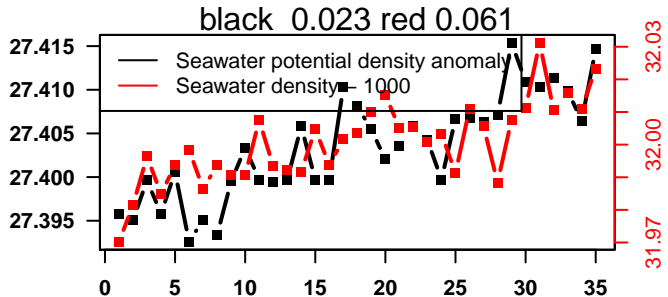 black 0.023 red 0.061
27.415
27.410
27.405
27.400
27.395
Seawater potential density anomaly
Seawater density – 1000
32.03
32.00
31.97
0 5 10 15 20 25 30 35